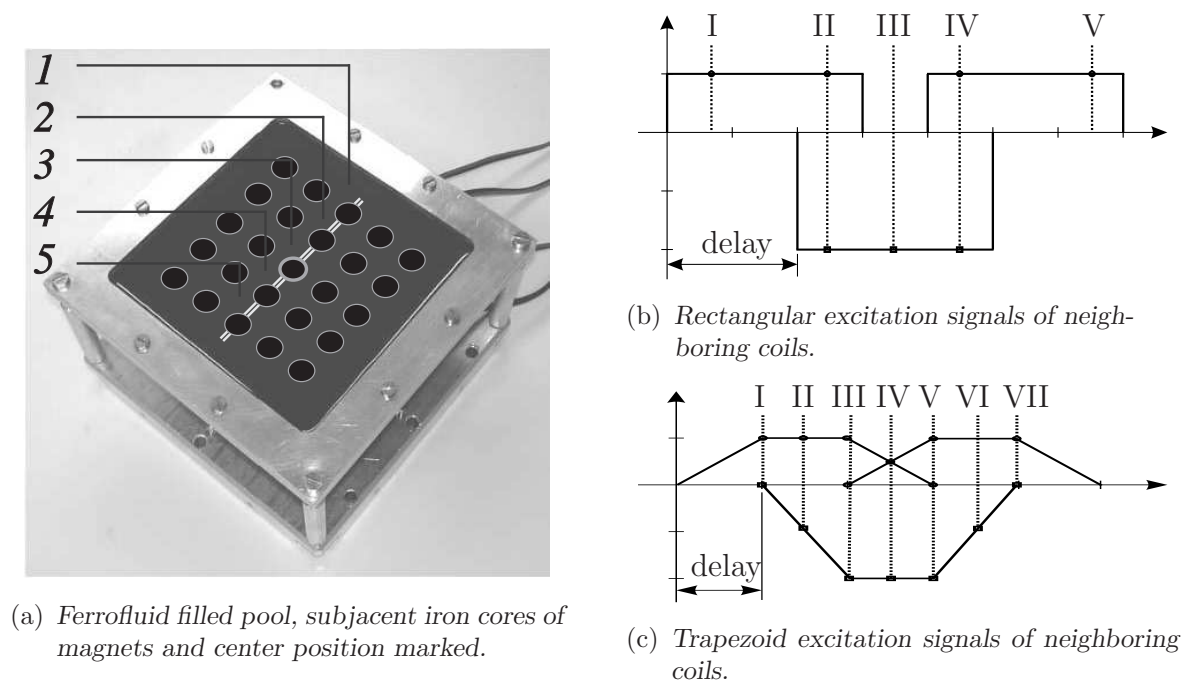 1
2
3
4
5
(a) Ferrofluid filled pool, subjacent iron cores of
magnets and center position marked.
I II III IV V
delay
(b) Rectangular excitation signals of neigh-
boring coils.
I II III IV V VI VII
delay
(c) Trapezoid excitation signals of neighboring
coils.